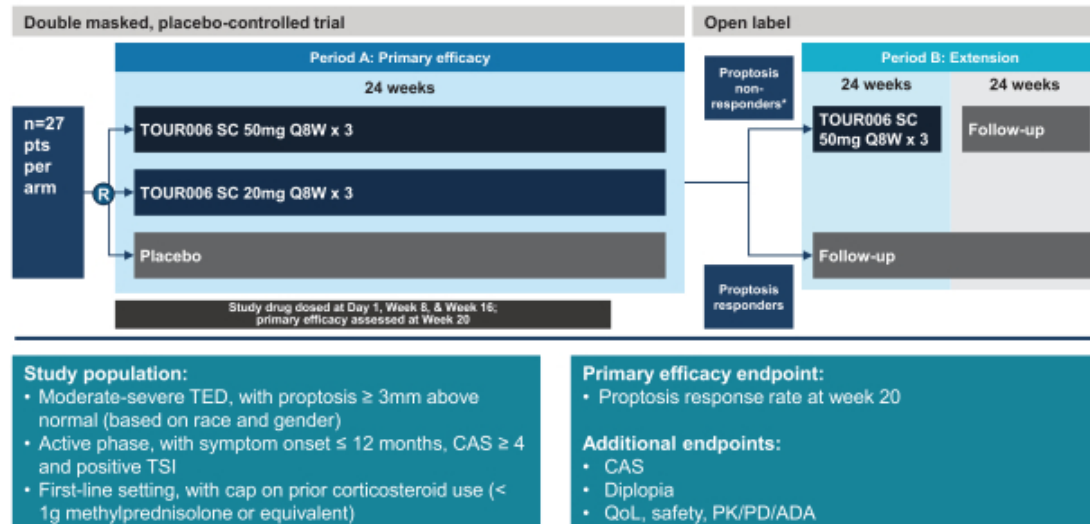 Double masked, placebo-controlled trial
Open label
Period A: Primary efficacy
24 weeks
n=27
pts
per
arm
R
TOUR006 SC 50mg Q8W x 3
TOUR006 SC 20mg Q8W x 3
Placebo
Study drug dosed at Day 1, Week 8, & Week 16;
primary efficacy assessed at Week 20
Proptosis
non-
responders*
Proptosis
responders
Period B: Extension
24 weeks
24 weeks
TOUR006 SC
50mg Q8W x 3
Follow-up
Follow-up
Study population:
• Moderate-severe TED, with proptosis ≥ 3mm above
normal (based on race and gender)
• Active phase, with symptom onset ≤ 12 months, CAS ≥ 4
and positive TSI
• First-line setting, with cap on prior corticosteroid use (<
1g methylprednisolone or equivalent)
Primary efficacy endpoint:
• Proptosis response rate at week 20
Additional endpoints:
• CAS
• Diplopia
• QoL, safety, PK/PD/ADA